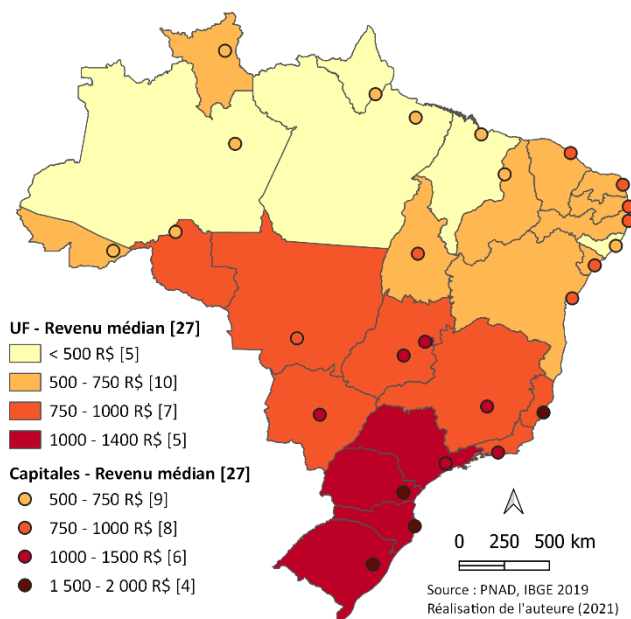 UF - Revenu médian [27]
< 500 R$ [5]
500 - 750 R$ [10]
750 - 1000 R$ [7]
1000 - 1400 R$ [5]
Capitales - Revenu médian [27]
500 - 750 R$ [9]
750 - 1000 R$ [8]
1000 - 1500 R$ [6]
1 500 - 2 000 R$ [4]
0 250 500 km
Source : PNAD, IBGE 2019
Réalisation de l'auteure (2021)